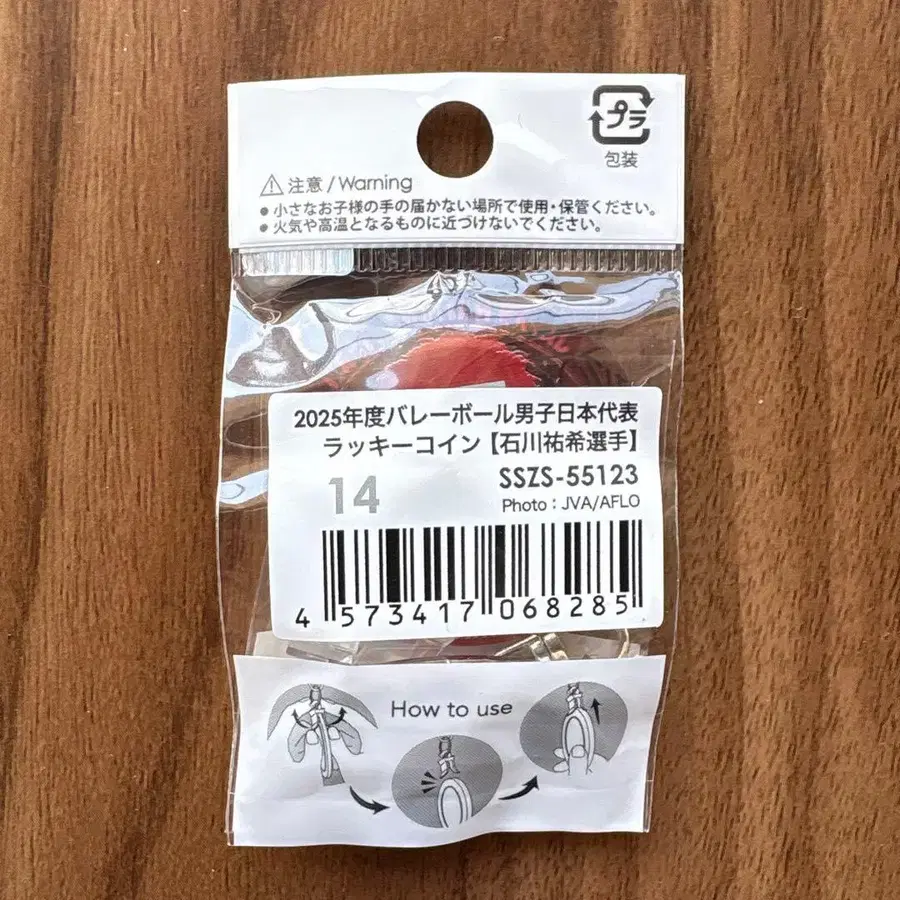 プラ
包装
注意 / Warning
● 小さなお子様の手の届かない場所で使用・保管ください。
● 火気や高温となるものに近づけないでください。
2025年度バレーボール男子日本代表
ラッキーコイン【石川祐希選手】
14
SSZS-55123
Photo : JVA/AFLO
4 573417 068285
How to use